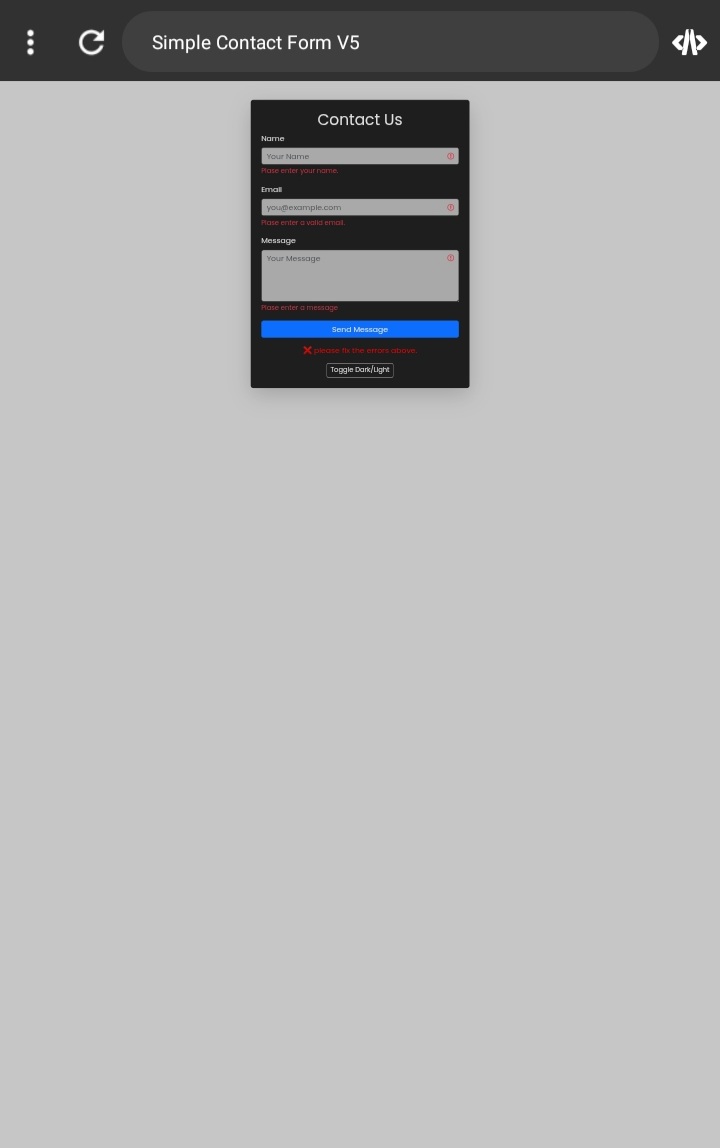 Simple Contact Form V5
Contact Us
Name
Your Name
Plase enter your name.
Email
you@example.com
Please enter a valid email.
Message
Your Message
Plase enter a message
Send Message
❌ please fix the errors above.
Toggle Dark/Light